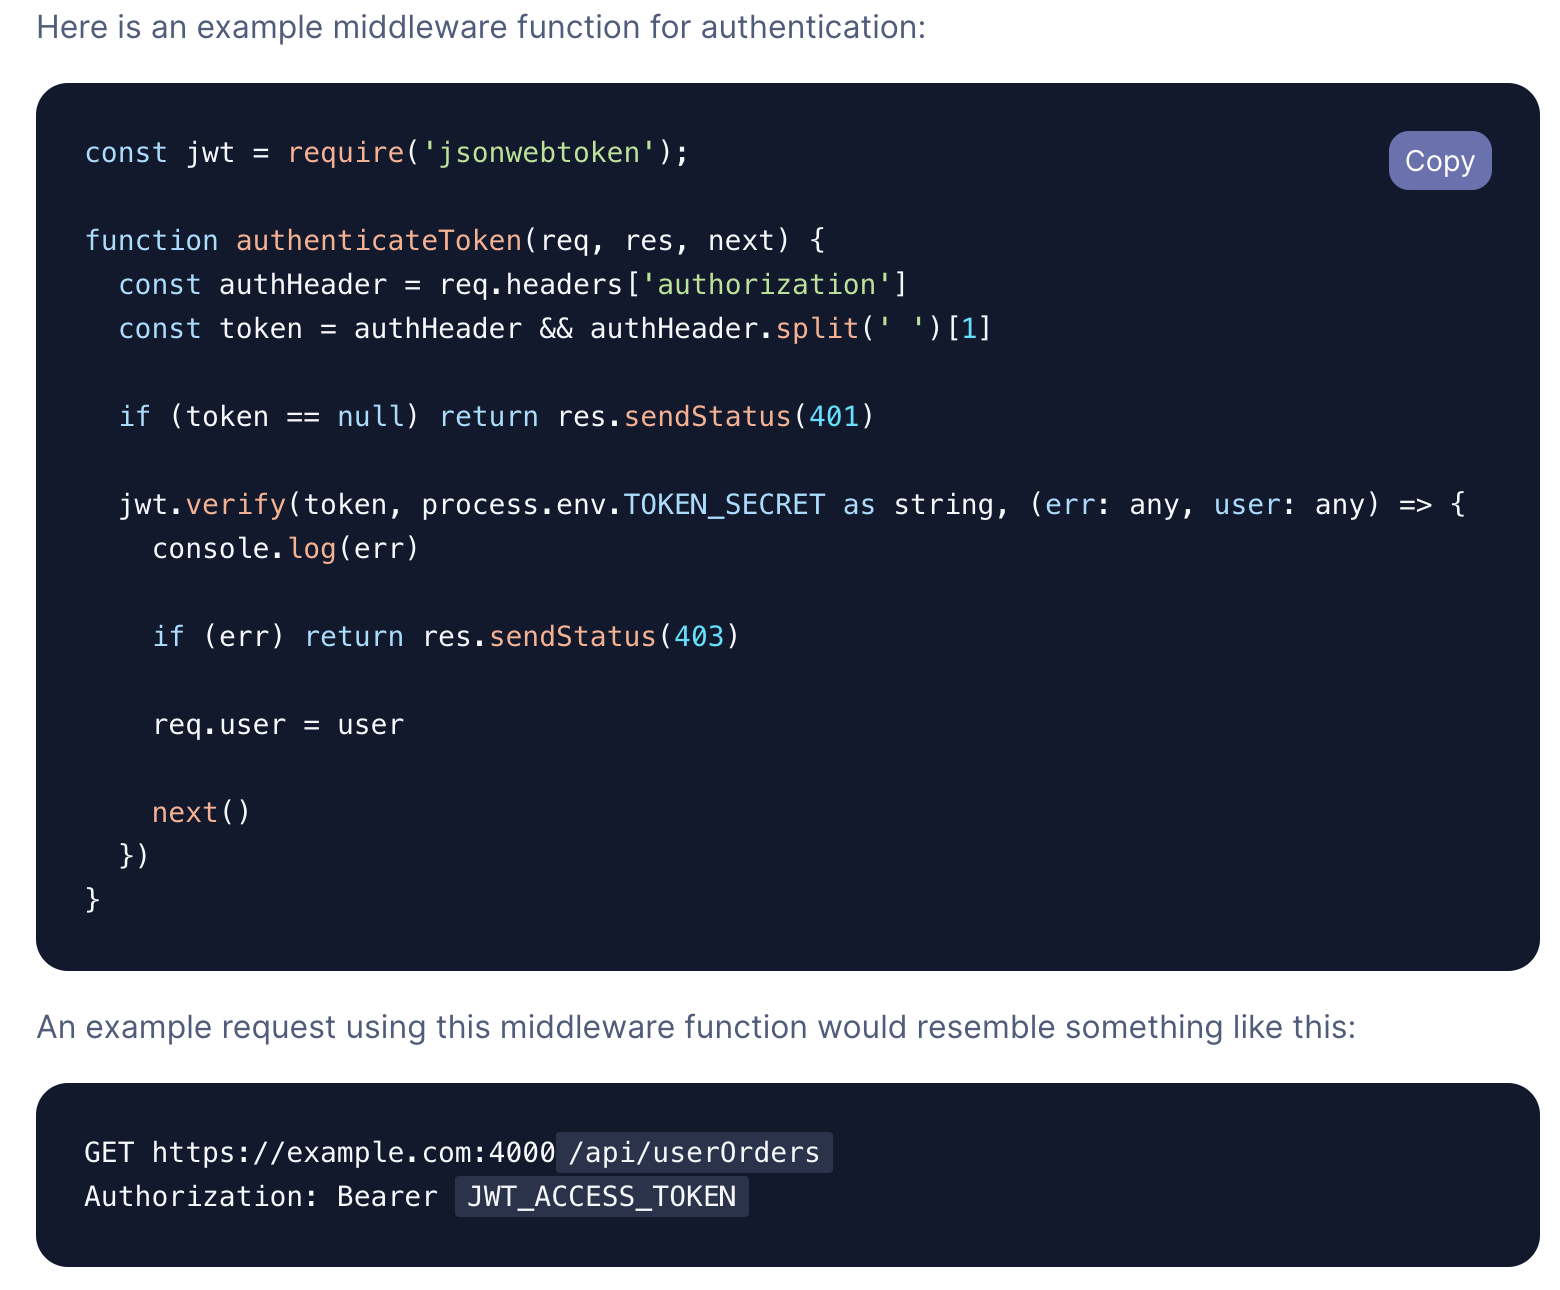 Here is an example middleware function for authentication:
const jwt = require('jsonwebtoken');
Copy
function authenticateToken(req, res, next) {
  const authHeader = req.headers['authorization']
  const token = authHeader && authHeader.split(' ')[1]
  if (token == null) return res.sendStatus(401)
  jwt.verify(token, process.env.TOKEN_SECRET as string, (err: any, user: any) => {
    console.log(err)
    if (err) return res.sendStatus(403)
    req.user = user
    next()
  })
}
An example request using this middleware function would resemble something like this:
GET https://example.com:4000 /api/userOrders
Authorization: Bearer JWT_ACCESS_TOKEN